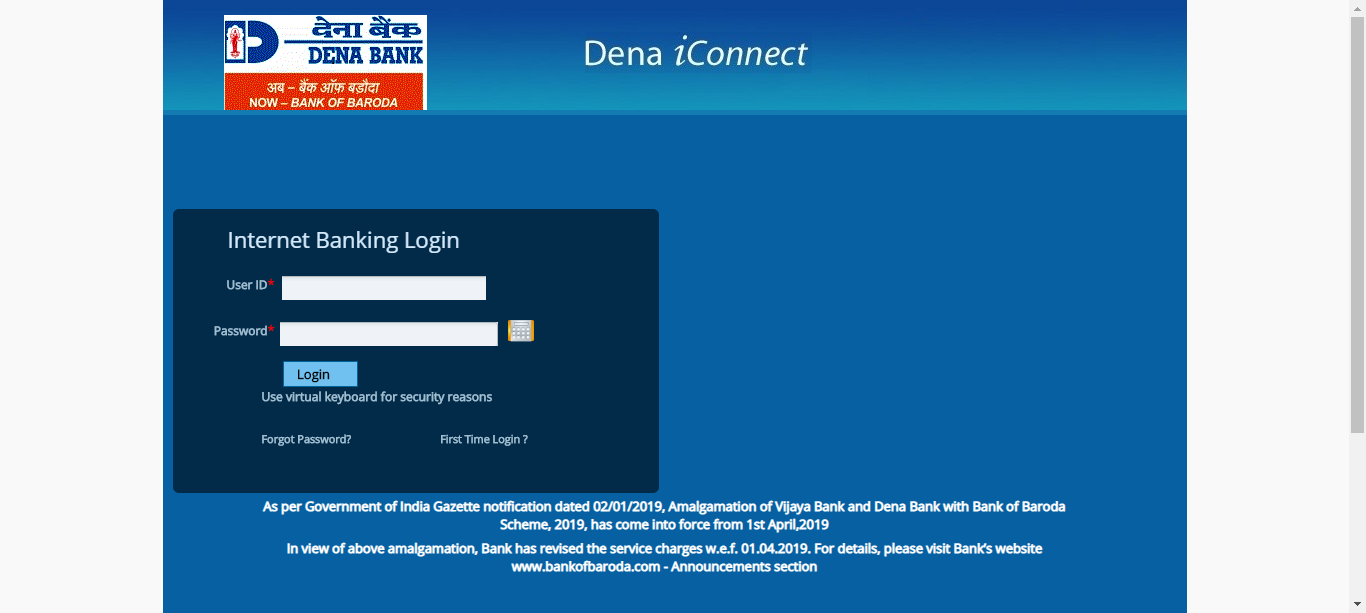 देना बैंक
DENA BANK
अब – बैंक ऑफ बड़ौदा
NOW – BANK OF BARODA
Dena iConnect
Internet Banking Login
User ID*
Password*
Login
Use virtual keyboard for security reasons
Forgot Password?
First Time Login ?
As per Government of India Gazette notification dated 02/01/2019, Amalgamation of Vijaya Bank and Dena Bank with Bank of Baroda
Scheme, 2019, has come into force from 1st April,2019
In view of above amalgamation, Bank has revised the service charges w.e.f. 01.04.2019. For details, please visit Bank's website
www.bankofbaroda.com - Announcements section